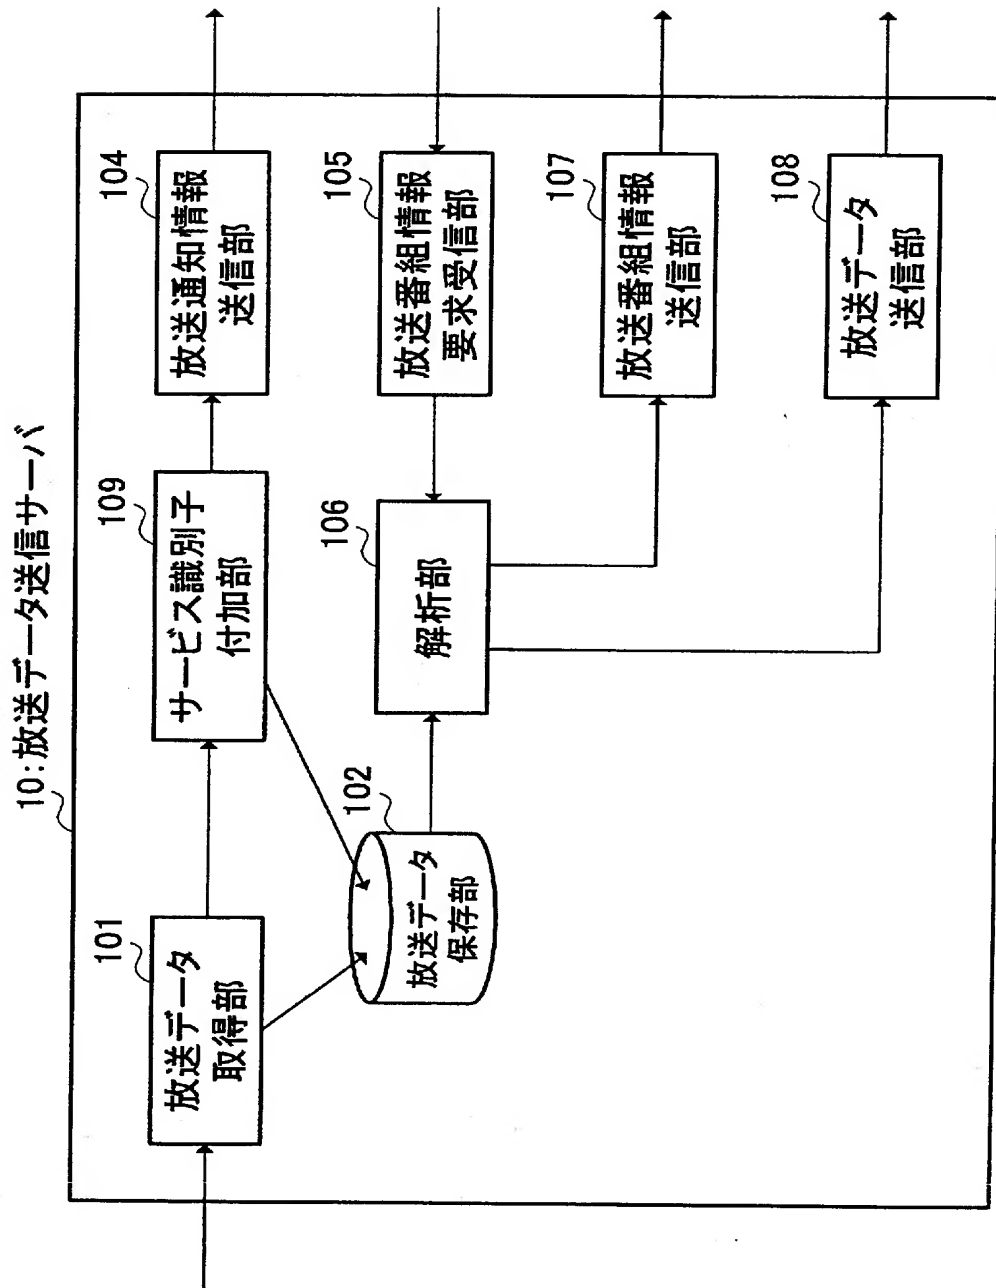 10:放送データ送信サーバ
101
放送データ
取得部
109
サービス識別子
付加部
104
放送通知情報
送信部
102
放送データ
保存部
106
解析部
105
放送番組情報
要求受信部
107
放送番組情報
送信部
108
放送データ
送信部